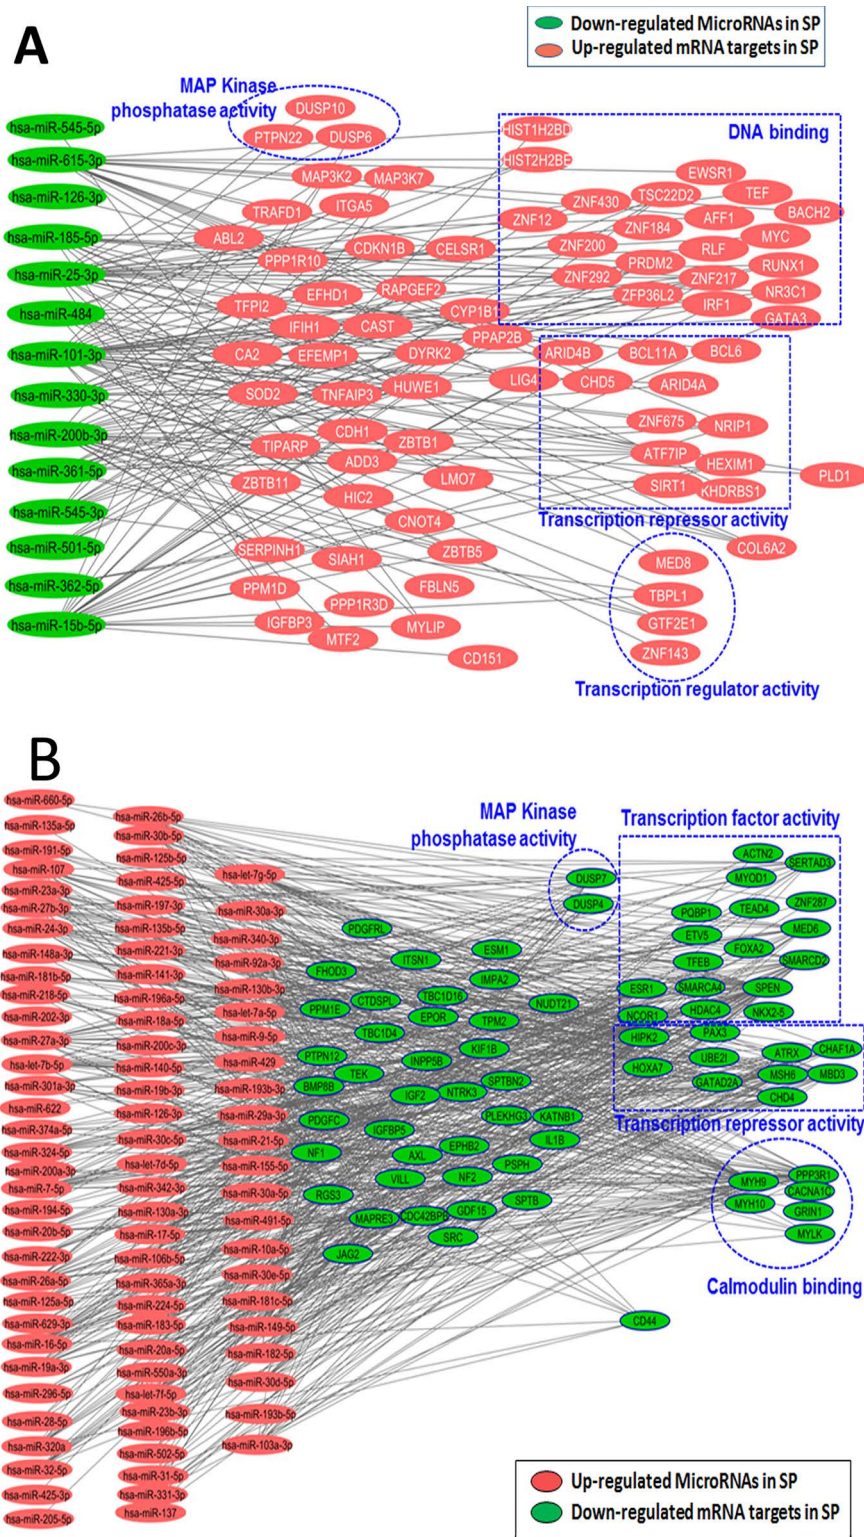 A
Down-regulated MicroRNAs in SP
Up-regulated mRNA targets in SP
MAP Kinase
phosphatase activity
DUSP10
PTPN22
DUSP6
DNA binding
HIST1H2BD
HIST2H2BE
hsa-miR-545-5p
hsa-miR-615-3p
hsa-miR-126-3p
hsa-miR-185-5p
hsa-miR-25-3p
hsa-miR-484
hsa-miR-101-3p
hsa-miR-330-3p
hsa-miR-200b-3p
hsa-miR-361-5p
hsa-miR-545-3p
hsa-miR-501-5p
hsa-miR-362-5p
hsa-miR-15b-5p
MAP3K2
MAP3K7
TRAFD1
ITGA5
ABL2
CDKN1B
CELSR1
PPP1R10
EFHD1
RAPGEF2
TFPI2
CYP1B1
IFIH1
CAST
PPAP2B
CA2
EFEMP1
DYRK2
SOD2
TNFAIP3
HUWE1
LIG4
CDH1
TIPARP
ZBTB1
ADD3
ZBTB11
LMO7
HIC2
CNOT4
SERPINH1
SIAH1
ZBTB5
PPM1D
FBLN5
PPP1R3D
IGFBP3
MYLIP
MTF2
CD151
EWSR1
ZNF430
TSC22D2
TEF
ZNF12
ZNF184
AFF1
BACH2
ZNF200
RLF
MYC
PRDM2
RUNX1
ZNF292
ZNF217
ZFP36L2
NR3C1
IRF1
GATA3
ARID4B
BCL11A
BCL6
CHD5
ARID4A
ZNF675
NRIP1
ATF7IP
HEXIM1
PLD1
SIRT1
KHDRBS1
Transcription repressor activity
COL6A2
MED8
TBPL1
GTF2E1
ZNF143
Transcription regulator activity
B
hsa-miR-660-5p
hsa-miR-135a-5p
hsa-miR-191-5p
hsa-miR-107
hsa-miR-23a-3p
hsa-miR-27b-3p
hsa-miR-24-3p
hsa-miR-148a-3p
hsa-miR-181b-5p
hsa-miR-218-5p
hsa-miR-202-3p
hsa-miR-27a-3p
hsa-let-7b-5p
hsa-miR-301a-3p
hsa-miR-622
hsa-miR-374a-5p
hsa-miR-324-5p
hsa-miR-200a-3p
hsa-miR-7-5p
hsa-miR-194-5p
hsa-miR-20b-5p
hsa-miR-222-3p
hsa-miR-26a-5p
hsa-miR-125a-5p
hsa-miR-629-3p
hsa-miR-16-5p
hsa-miR-19a-3p
hsa-miR-296-5p
hsa-miR-28-5p
hsa-miR-320a
hsa-miR-32-5p
hsa-miR-425-3p
hsa-miR-205-5p
hsa-miR-26b-5p
hsa-miR-30b-5p
hsa-miR-125b-5p
hsa-miR-425-5p
hsa-miR-197-3p
hsa-miR-135b-5p
hsa-miR-221-3p
hsa-miR-141-3p
hsa-miR-196a-5p
hsa-miR-18a-5p
hsa-miR-200c-3p
hsa-miR-140-5p
hsa-miR-19b-3p
hsa-miR-126-3p
hsa-miR-30c-5p
hsa-let-7d-5p
hsa-miR-342-3p
hsa-miR-130a-3p
hsa-miR-17-5p
hsa-miR-106b-5p
hsa-miR-365a-3p
hsa-miR-224-5p
hsa-miR-183-5p
hsa-miR-20a-5p
hsa-miR-550a-3p
hsa-let-7f-5p
hsa-miR-23b-3p
hsa-miR-196b-5p
hsa-miR-502-5p
hsa-miR-31-5p
hsa-miR-331-3p
hsa-miR-137
hsa-let-7g-5p
hsa-miR-30a-3p
hsa-miR-340-3p
hsa-miR-92a-3p
hsa-miR-130b-3p
hsa-let-7a-5p
hsa-miR-9-5p
hsa-miR-429
hsa-miR-193b-3p
hsa-miR-29a-3p
hsa-miR-21-5p
hsa-miR-155-5p
hsa-miR-30a-5p
hsa-miR-491-5p
hsa-miR-10a-5p
hsa-miR-30e-5p
hsa-miR-181c-5p
hsa-miR-149-5p
hsa-miR-182-5p
hsa-miR-30d-5p
hsa-miR-193b-5p
hsa-miR-103a-3p
MAP Kinase
phosphatase activity
DUSP7
DUSP4
PDGFRL
ITSN1
ESM1
FHOD3
IMPA2
CTDSPL
TBC1D16
NUDT21
PPM1E
EPOR
TPM2
TBC1D4
KIF1B
PTPN12
INPP5B
TEK
SPTBN2
BMP8B
IGF2
NTRK3
PDGFC
PLEKHG3
KATNB1
IGFBP5
IL1B
NF1
AXL
EPHB2
PSPH
VILL
NF2
RGS3
SPTB
MAPRE3
CDC42BPB
GDF15
SRC
JAG2
Transcription factor activity
ACTN2
SERTAD3
MYOD1
PQBP1
TEAD4
ZNF287
ETV5
MED6
FOXA2
TFEB
SMARCD2
ESR1
SMARCA4
SPEN
NCOR1
HDAC4
NKX2-5
HIPK2
PAX3
UBE2I
ATRX
CHAF1A
HOXA7
GATAD2A
MSH6
MBD3
CHD4
Transcription repressor activity
MYH9
PPP3R1
CACNA1C
MYH10
GRIN1
MYLK
Calmodulin binding
CD44
Up-regulated MicroRNAs in SP
Down-regulated mRNA targets in SP